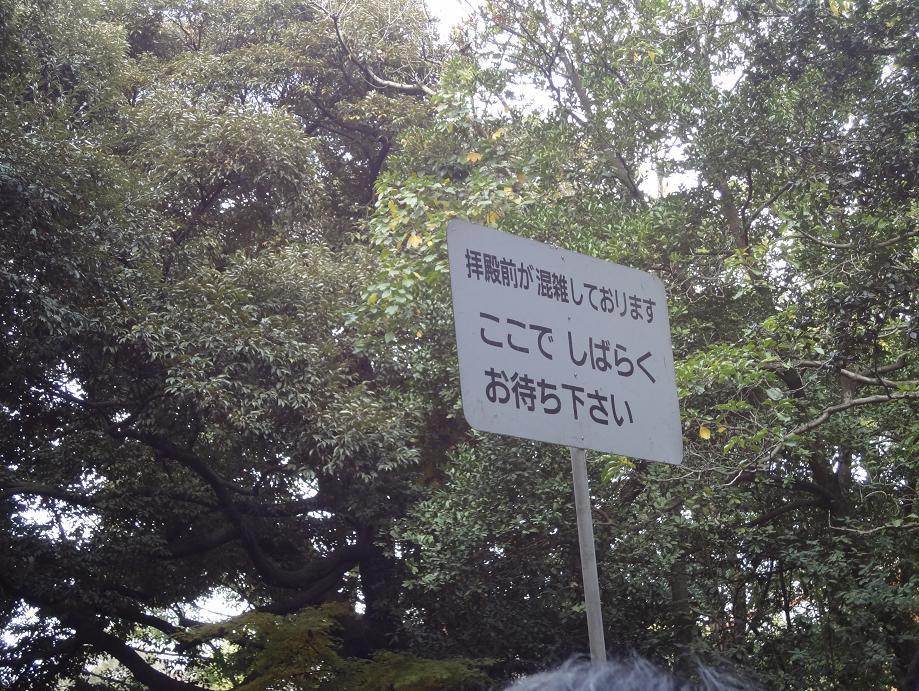 拝殿前が混雑しております
ここで しばらく
お待ち下さい